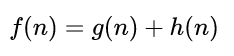 f(n) = g(n) + h(n)